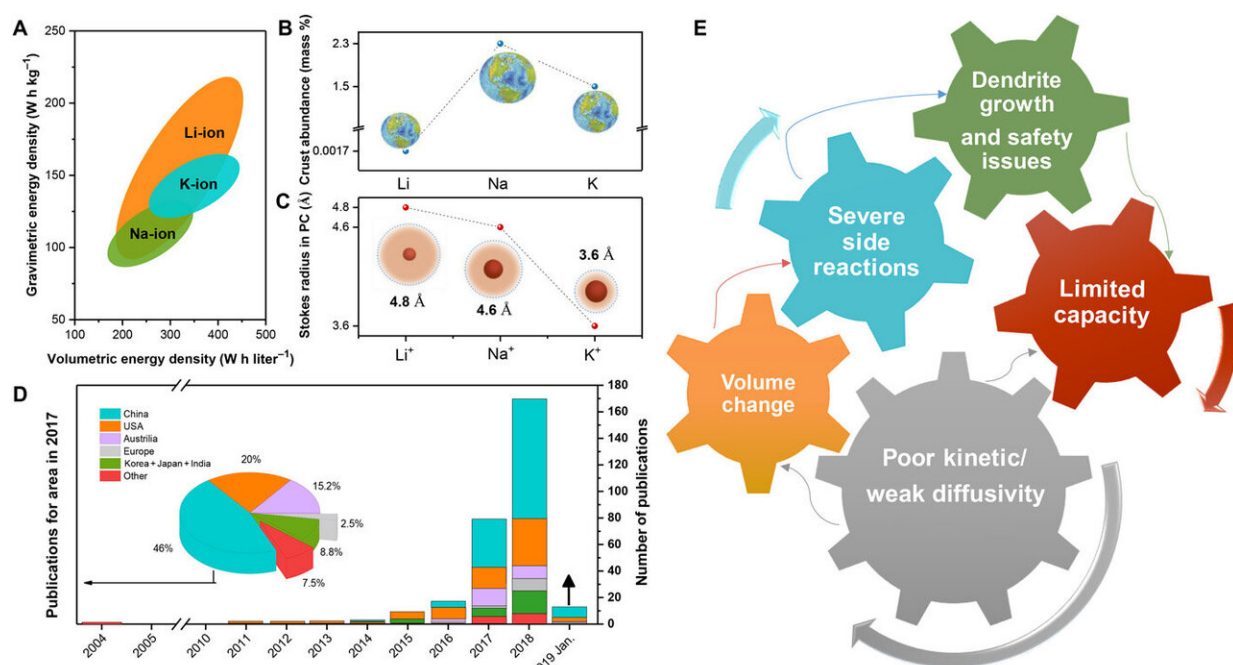 A
Gravimetric energy density (W h kg⁻¹)
250
200
150
100
50
Li-ion
K-ion
Na-ion
100
200
300
400
500
Volumetric energy density (W h liter⁻¹)
B
Crust abundance (mass %)
2.3
1.5
0.0017
Li
Na
K
C
Stokes radius in PC (Å)
4.8
4.6
3.6
4.8 Å
4.6 Å
3.6 Å
Li⁺
Na⁺
K⁺
D
Publications for area in 2017
China
USA
Austrilia
Europe
Korea + Japan + India
Other
20%
15.2%
2.5%
8.8%
7.5%
46%
180
160
140
120
100
80
60
40
20
0
Number of publications
2004
2005
2010
2011
2012
2013
2014
2015
2016
2017
2018
2019 Jan.
E
Dendrite
growth
and safety
issues
Severe
side
reactions
Limited
capacity
Volume
change
Poor kinetic/
weak diffusivity